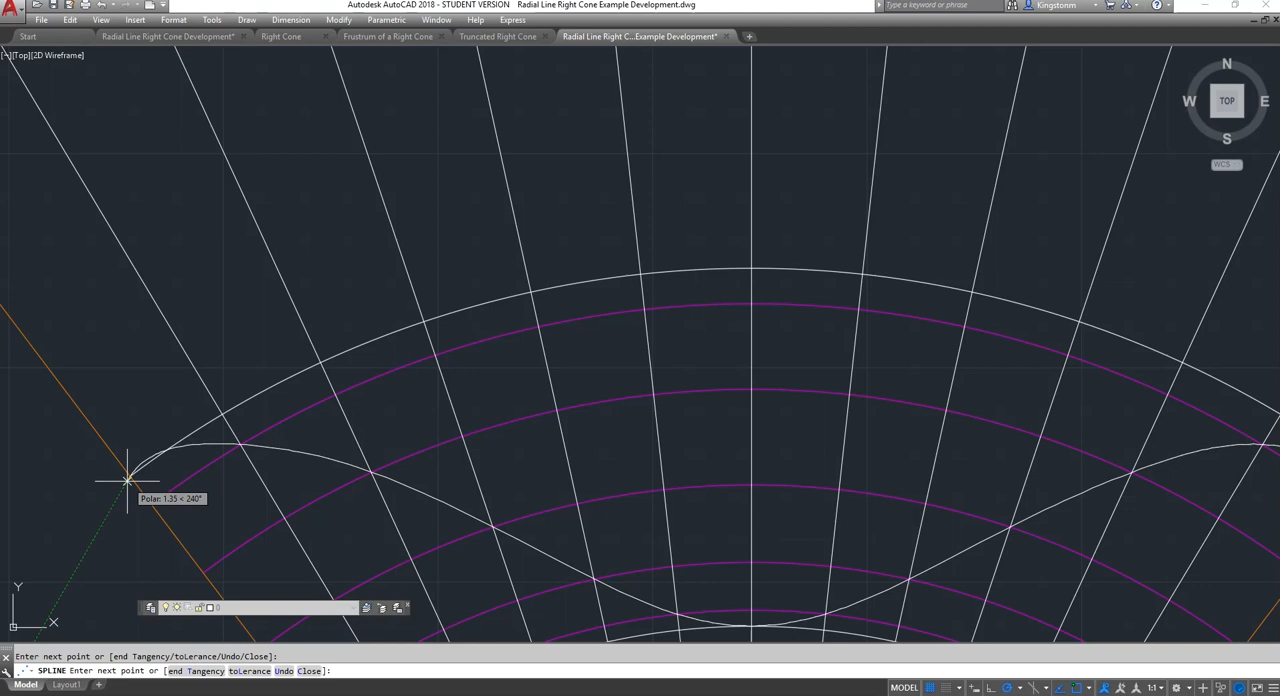 Autodesk AutoCAD 2018 - STUDENT VERSION Radial Line Right Cone Example Development.dwg
Type a keyword or phrase
Kingstonm
File Edit View Insert Format Tools Draw Dimension Modify Parametric Window Help Express
Start Radial Line Right Cone Development* Right Cone Frustrum of a Right Cone Truncated Right Cone Radial Line Right C...Example Development*
[−][Top][2D Wireframe]
N
W TOP E
S
WCS
Polar: 1.35 < 240°
Y
X
0
Enter next point or [end Tangency/toLerance/Undo/Close]:
SPLINE Enter next point or [end Tangency toLerance Undo Close]:
Model Layout1 +
MODEL 1:1